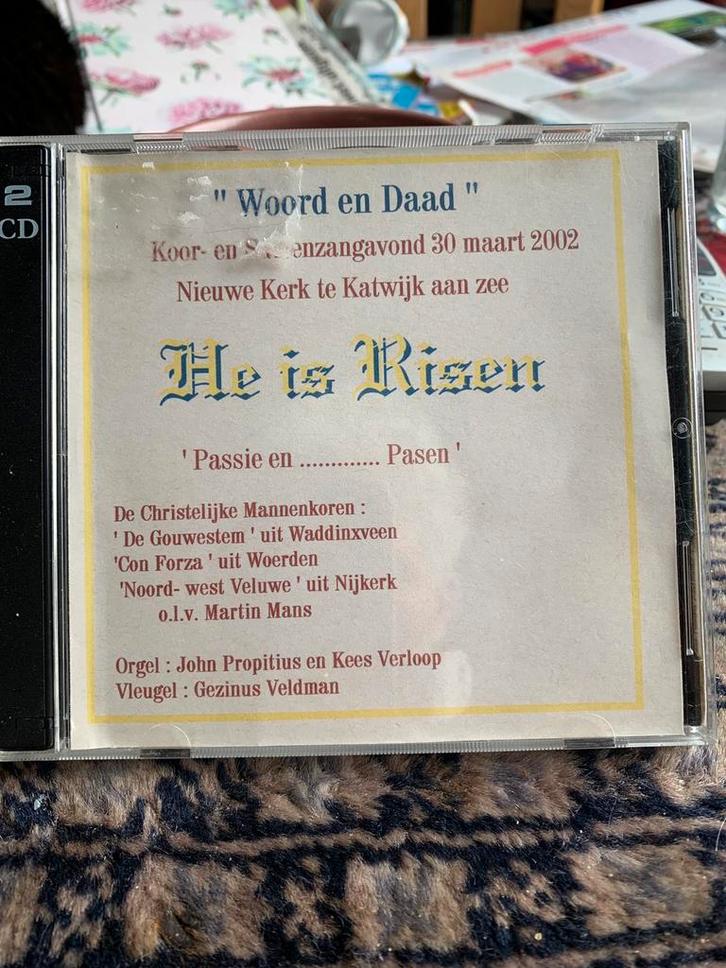 2
CD
" Woord en Daad "
Koor- en Samenzangavond 30 maart 2002
Nieuwe Kerk te Katwijk aan zee
He is Risen
' Passie en ............. Pasen '
De Christelijke Mannenkoren :
' De Gouwestem ' uit Waddinxveen
'Con Forza ' uit Woerden
'Noord- west Veluwe ' uit Nijkerk
o.l.v. Martin Mans
Orgel : John Propitius en Kees Verloop
Vleugel : Gezinus Veldman